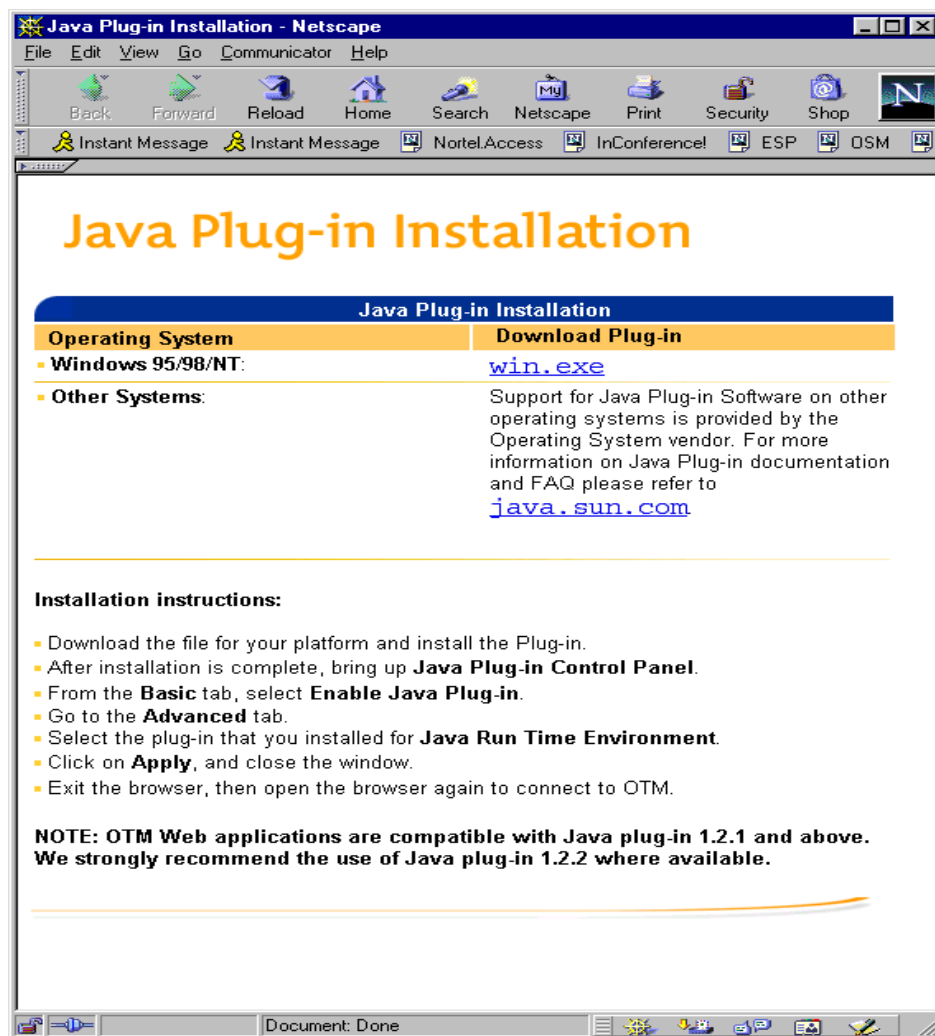 Java Plug-in Installation - Netscape
File Edit View Go Communicator Help
Back Forward Reload Home Search Netscape Print Security Shop
My
N
Instant Message Instant Message Nortel.Access InConference! ESP OSM
Java Plug-in Installation
Java Plug-in Installation
Operating System Download Plug-in
Windows 95/98/NT: win.exe
Other Systems: Support for Java Plug-in Software on other
operating systems is provided by the
Operating System vendor. For more
information on Java Plug-in documentation
and FAQ please refer to
java.sun.com.
Installation instructions:
Download the file for your platform and install the Plug-in.
After installation is complete, bring up Java Plug-in Control Panel.
From the Basic tab, select Enable Java Plug-in.
Go to the Advanced tab.
Select the plug-in that you installed for Java Run Time Environment.
Click on Apply, and close the window.
Exit the browser, then open the browser again to connect to OTM.
NOTE: OTM Web applications are compatible with Java plug-in 1.2.1 and above.
We strongly recommend the use of Java plug-in 1.2.2 where available.
Document: Done